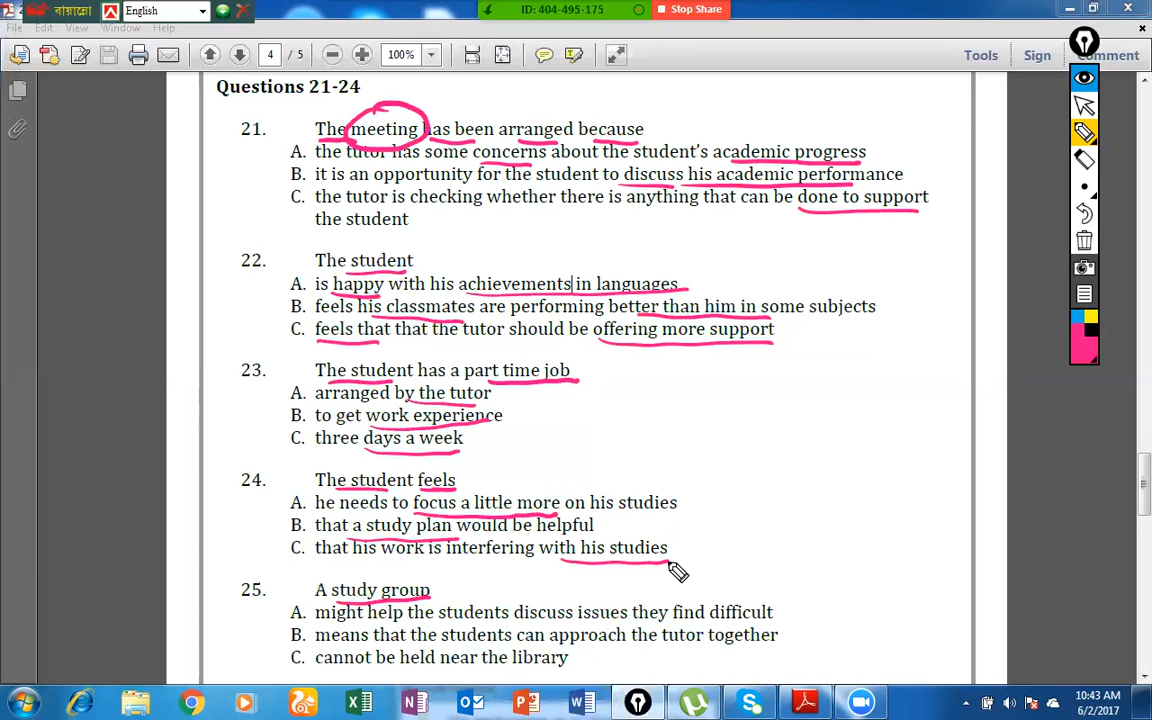 বায়ান্নো English ID: 404-495-175 Stop Share
File Edit View Window Help
4 / 5 100% Tools Sign Comment
Questions 21-24
21. The meeting has been arranged because
A. the tutor has some concerns about the student's academic progress
B. it is an opportunity for the student to discuss his academic performance
C. the tutor is checking whether there is anything that can be done to support
the student
22. The student
A. is happy with his achievements in languages
B. feels his classmates are performing better than him in some subjects
C. feels that that the tutor should be offering more support
23. The student has a part time job
A. arranged by the tutor
B. to get work experience
C. three days a week
24. The student feels
A. he needs to focus a little more on his studies
B. that a study plan would be helpful
C. that his work is interfering with his studies
25. A study group
A. might help the students discuss issues they find difficult
B. means that the students can approach the tutor together
C. cannot be held near the library
10:43 AM
6/2/2017